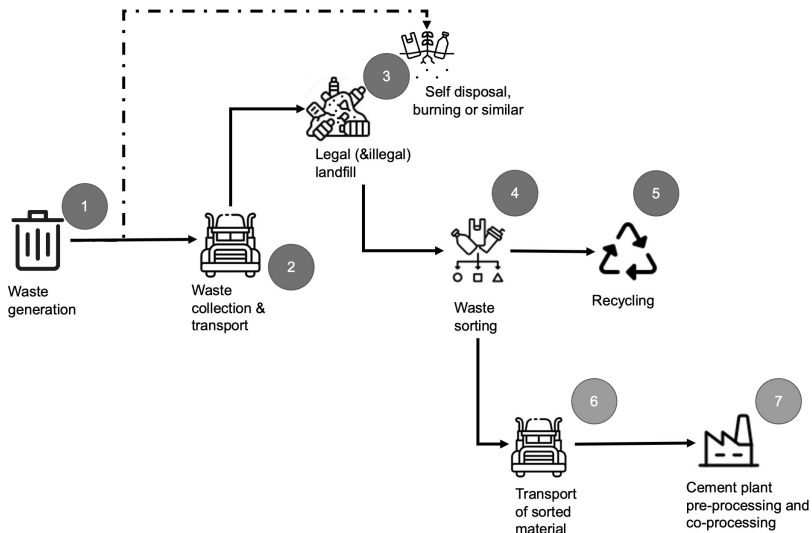 3
Self disposal,
burning or similar
Legal (&illegal)
landfill
1
Waste
generation
2
Waste
collection &
transport
4
Waste
sorting
5
Recycling
6
Transport
of sorted
material
7
Cement plant
pre-processing and
co-processing